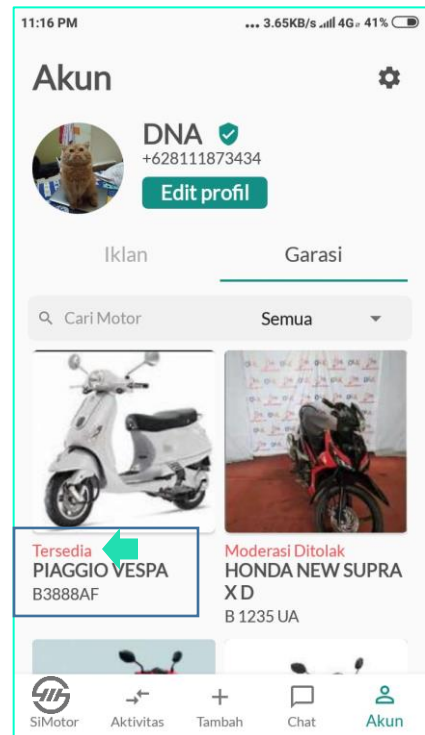 11:16 PM
... 3.65KB/s 4G 41%
Akun
DNA
+628111873434
Edit profil
Iklan
Garasi
Cari Motor
Semua
Tersedia
PIAGGIO VESPA
B3888AF
Moderasi Ditolak
HONDA NEW SUPRA
X D
B 1235 UA
SiMotor
Aktivitas
Tambah
Chat
Akun